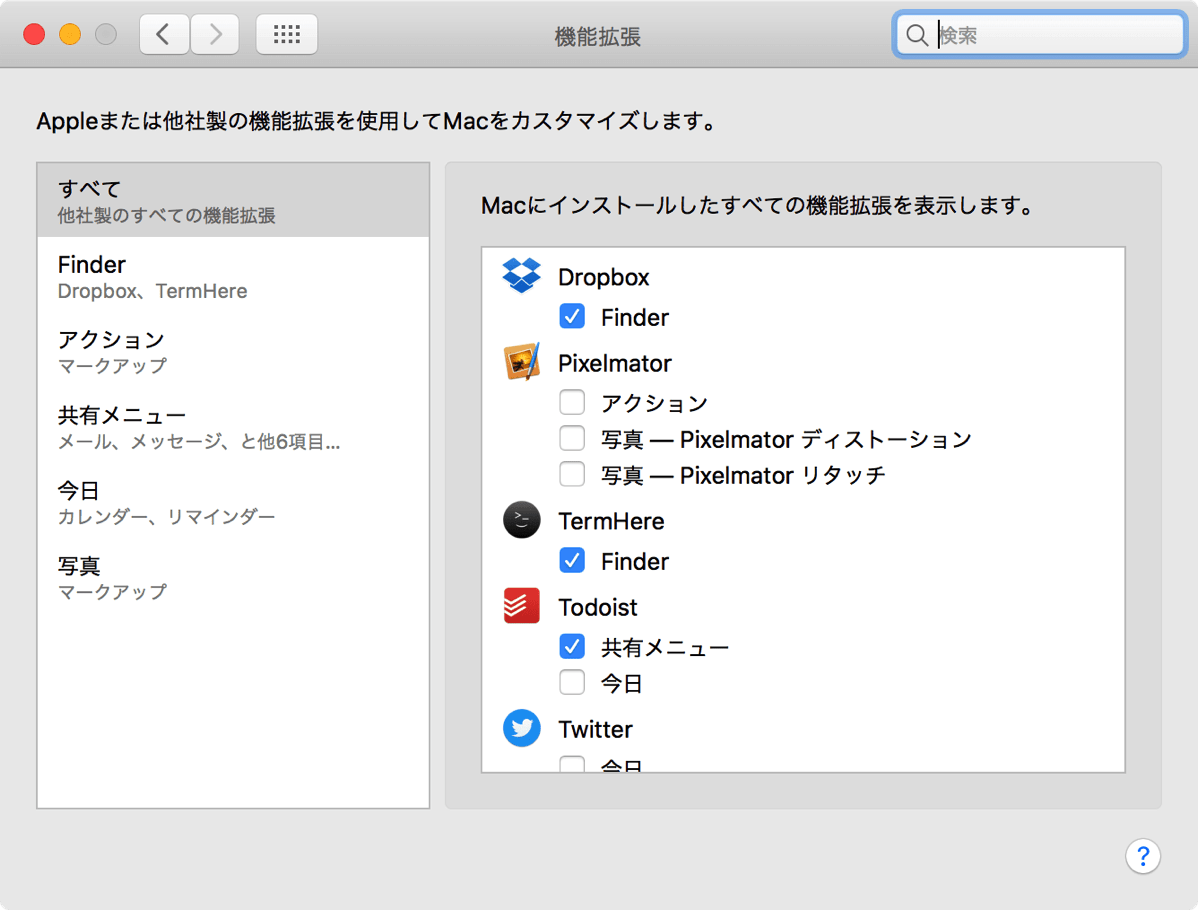 機能拡張
検索
Appleまたは他社製の機能拡張を使用してMacをカスタマイズします。
すべて
他社製のすべての機能拡張
Finder
Dropbox、TermHere
アクション
マークアップ
共有メニュー
メール、メッセージ、と他6項目...
今日
カレンダー、リマインダー
写真
マークアップ
Macにインストールしたすべての機能拡張を表示します。
Dropbox
Finder
Pixelmator
アクション
写真 — Pixelmator ディストーション
写真 — Pixelmator リタッチ
TermHere
Finder
Todoist
共有メニュー
今日
Twitter
今日
?